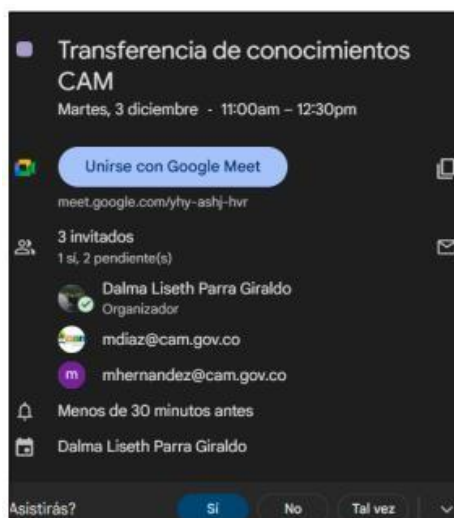 Transferencia de conocimientos
CAM
Martes, 3 diciembre - 11:00am – 12:30pm
Unirse con Google Meet
meet.google.com/yhy-ashj-hvr
3 invitados
1 sí, 2 pendiente(s)
Dalma Liseth Parra Giraldo
Organizador
mdiaz@cam.gov.co
m
mhernandez@cam.gov.co
Menos de 30 minutos antes
Dalma Liseth Parra Giraldo
Asistirás? Sí No Tal vez